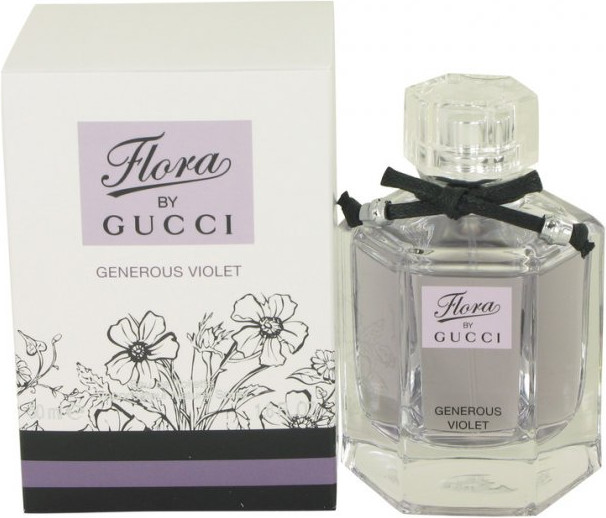 Flora
BY
GUCCI
GENEROUS VIOLET
Flora
BY
GUCCI
GENEROUS
VIOLET